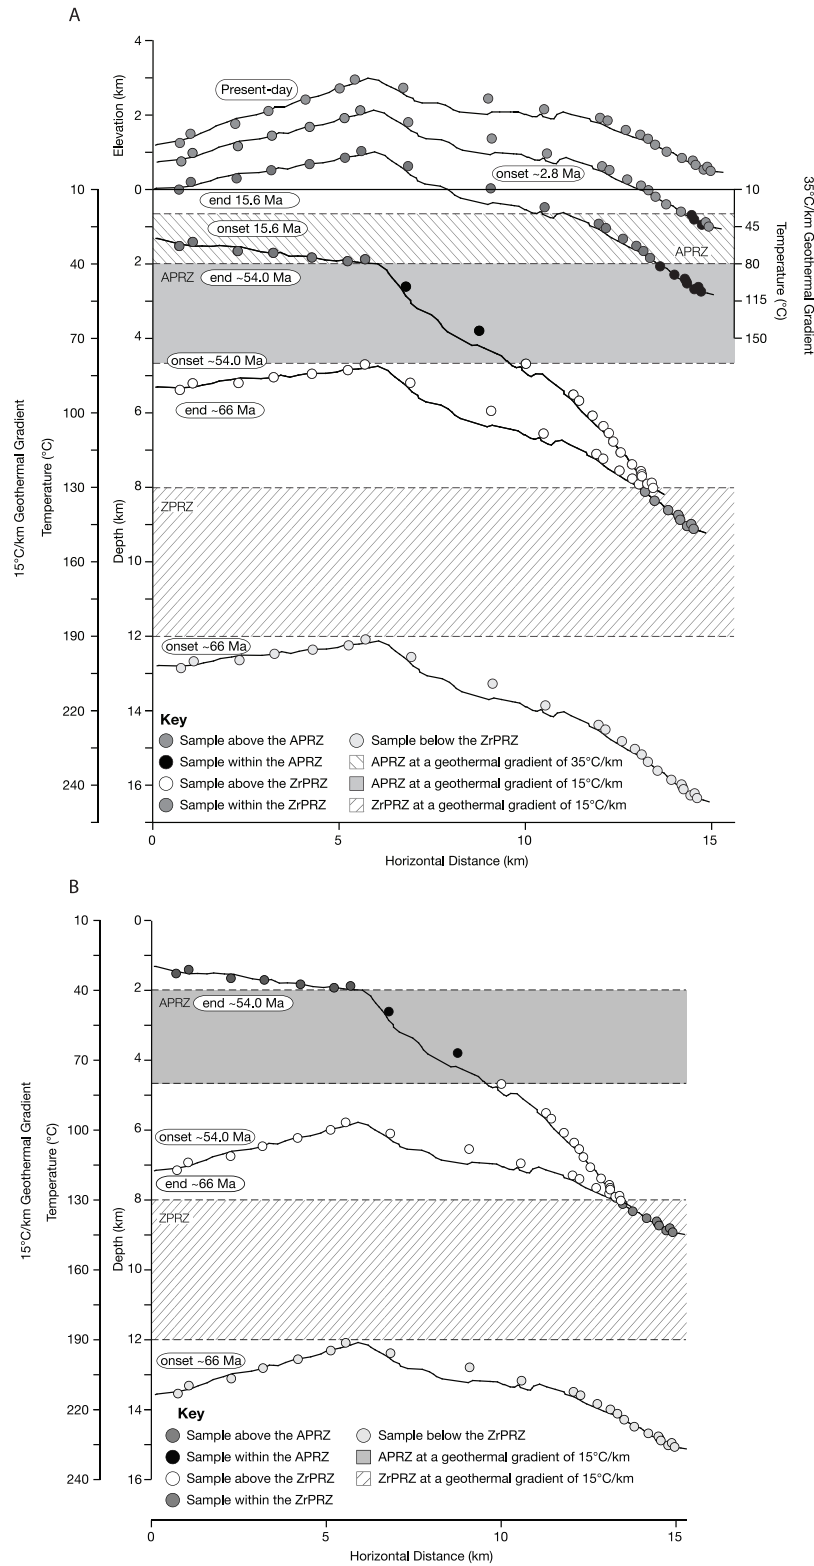 A
4
2
0
2
4
6
8
10
12
14
16
Elevation (km)
Depth (km)
10
40
70
100
130
160
190
220
240
15°C/km Geothermal Gradient
Temperature (°C)
10
45
80
115
150
Temperature (°C)
35°C/km Geothermal Gradient
Present-day
onset ~2.8 Ma
end 15.6 Ma
onset 15.6 Ma
APRZ
APRZ
end ~54.0 Ma
onset ~54.0 Ma
end ~66 Ma
ZPRZ
onset ~66 Ma
Key
Sample above the APRZ
Sample within the APRZ
Sample above the ZrPRZ
Sample within the ZrPRZ
Sample below the ZrPRZ
APRZ at a geothermal gradient of 35°C/km
APRZ at a geothermal gradient of 15°C/km
ZrPRZ at a geothermal gradient of 15°C/km
0
5
10
15
Horizontal Distance (km)
B
10
40
70
100
130
160
190
220
240
15°C/km Geothermal Gradient
Temperature (°C)
0
2
4
6
8
10
12
14
16
Depth (km)
APRZ
end ~54.0 Ma
onset ~54.0 Ma
end ~66 Ma
ZPRZ
onset ~66 Ma
Key
Sample above the APRZ
Sample within the APRZ
Sample above the ZrPRZ
Sample within the ZrPRZ
Sample below the ZrPRZ
APRZ at a geothermal gradient of 15°C/km
ZrPRZ at a geothermal gradient of 15°C/km
0
5
10
15
Horizontal Distance (km)